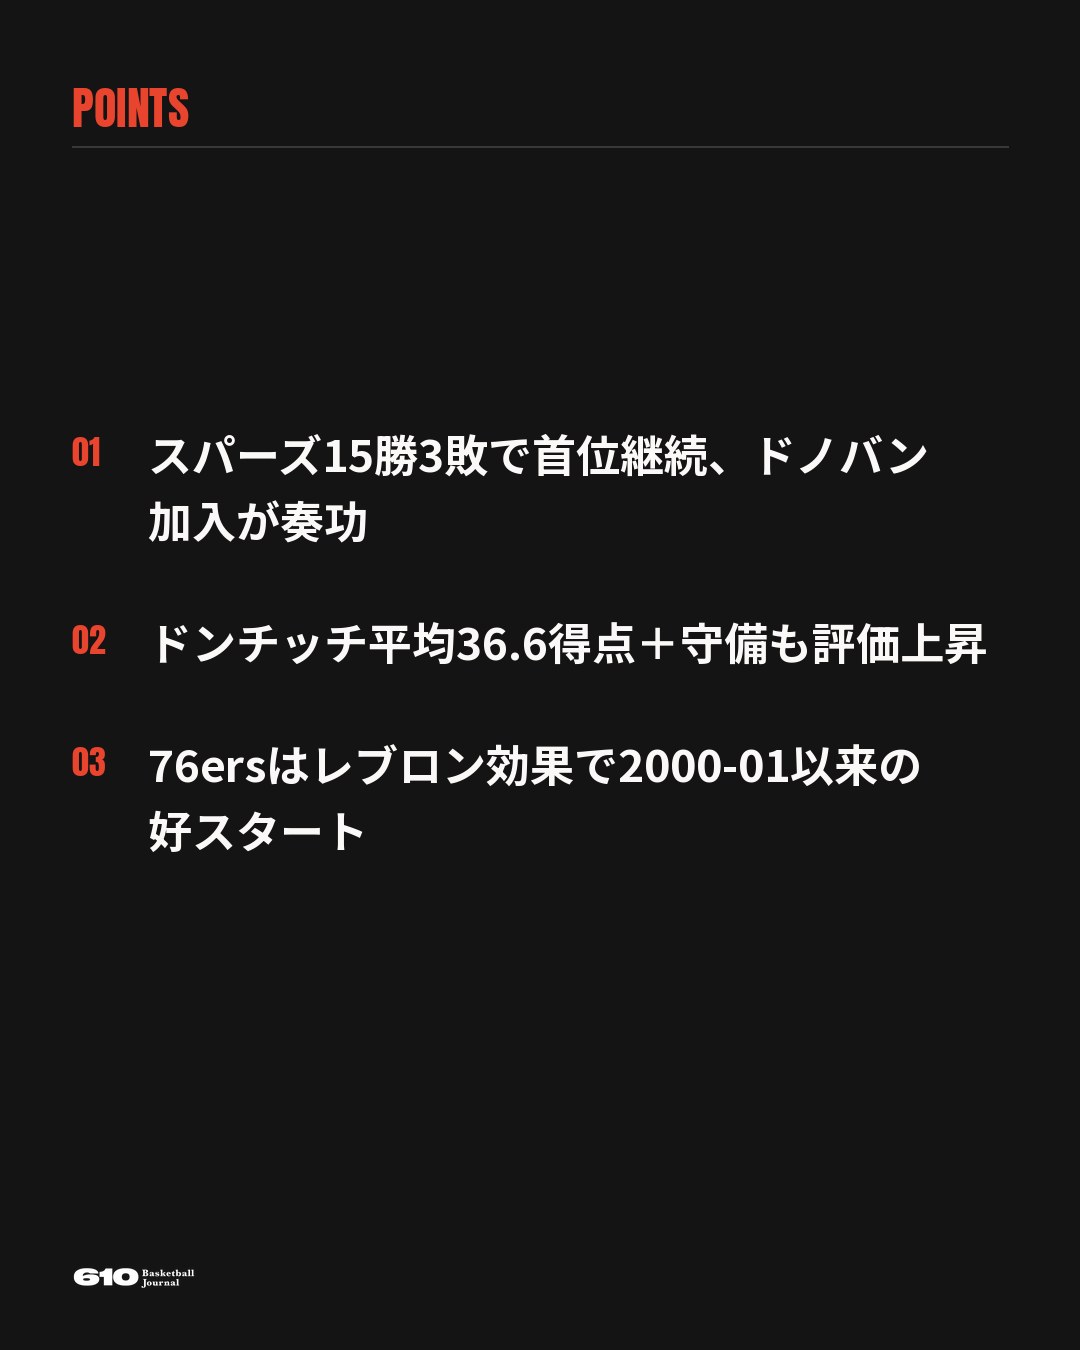 POINTS
01 スパーズ15勝3敗で首位継続、ドノバン
加入が奏功
02 ドンチッチ平均36.6得点＋守備も評価上昇
03 76ersはレブロン効果で2000-01以来の
好スタート
610 Basketball
Journal